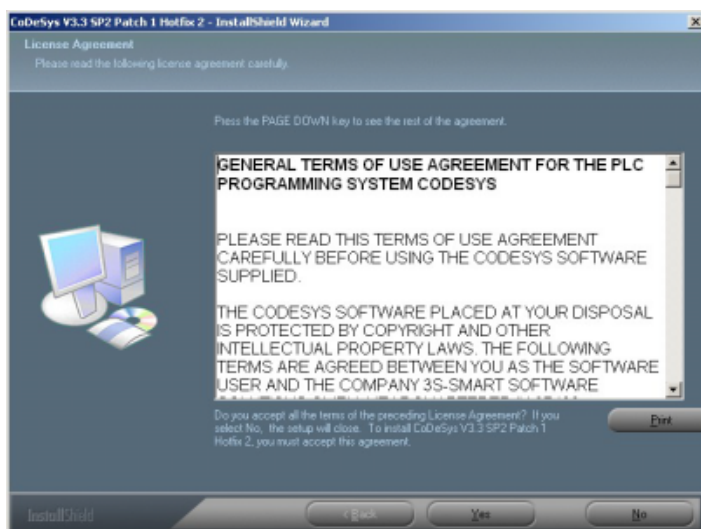 CoDeSys V3.3 SP2 Patch 1 Hotfix 2 - InstallShield Wizard
License Agreement
Please read the following license agreement carefully.
Press the PAGE DOWN key to see the rest of the agreement.
GENERAL TERMS OF USE AGREEMENT FOR THE PLC
PROGRAMMING SYSTEM CODESYS
PLEASE READ THIS TERMS OF USE AGREEMENT
CAREFULLY BEFORE USING THE CODESYS SOFTWARE
SUPPLIED.
THE CODESYS SOFTWARE PLACED AT YOUR DISPOSAL
IS PROTECTED BY COPYRIGHT AND OTHER
INTELLECTUAL PROPERTY LAWS. THE FOLLOWING
TERMS ARE AGREED BETWEEN YOU AS THE SOFTWARE
USER AND THE COMPANY 3S-SMART SOFTWARE
Do you accept all the terms of the preceding License Agreement? If you
select No, the setup will close. To install CoDeSys V3.3 SP2 Patch 1
Hotfix 2, you must accept this agreement.
Print
InstallShield
< Back
Yes
No